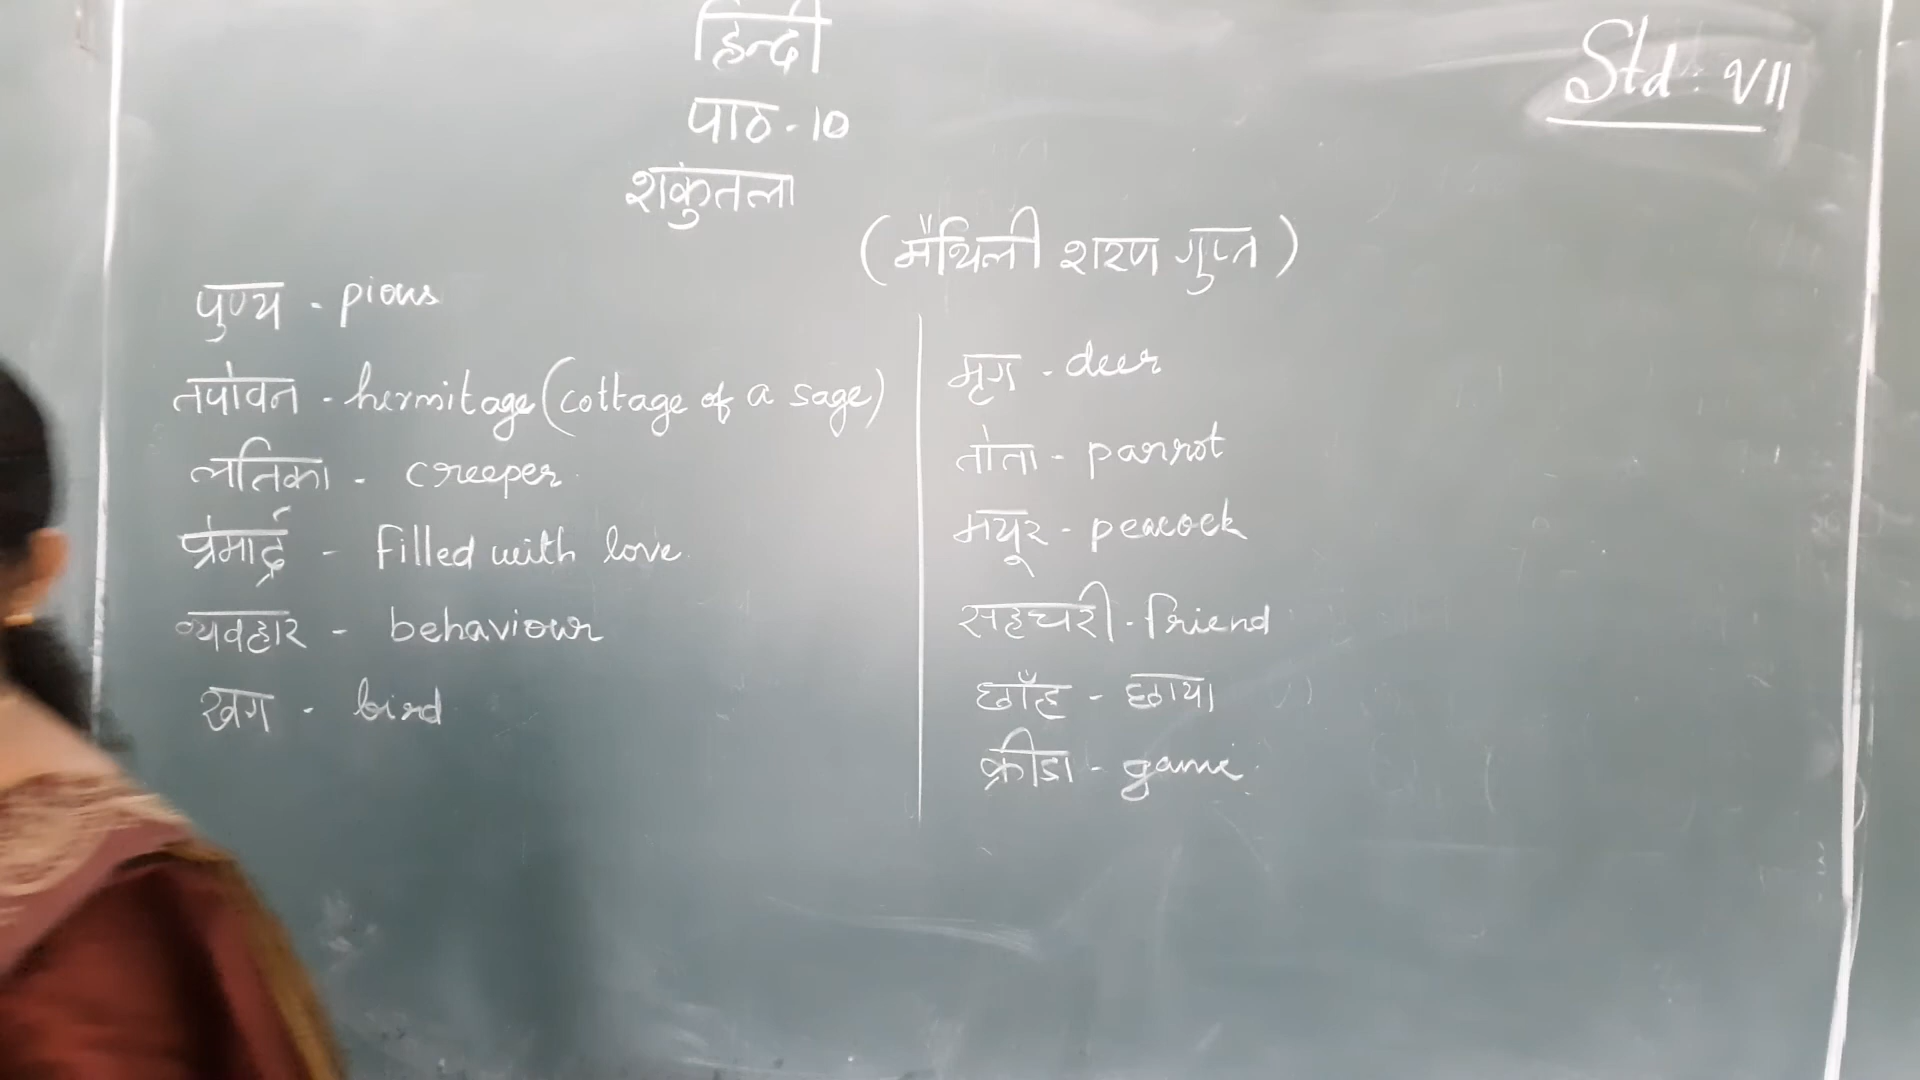 हिन्दी
Std: VII
पाठ - 10
शकुंतला
(मैथिली शरण गुप्त)
पुण्य - pious
तपोवन - hermitage (cottage of a sage)
लतिका - creeper
प्रेमार्द्र - filled with love
व्यवहार - behaviour
खग - bird
मृग - deer
तोता - parrot
मयूर - peacock
सहचरी - friend
छाँह - छाया
क्रीडा - game